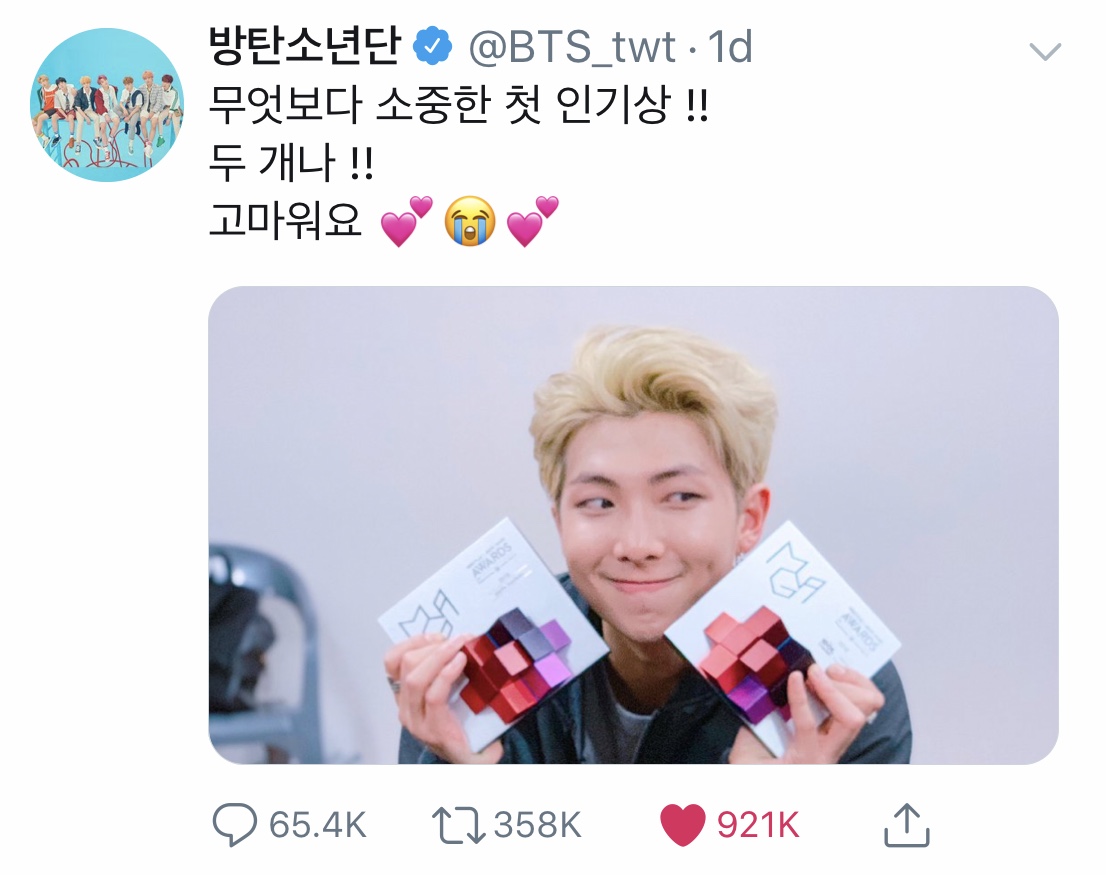 방탄소년단 @BTS_twt · 1d
무엇보다 소중한 첫 인기상 !!
두 개나 !!
고마워요 💕😭💕
AWARDS
AWARDS
65.4K 358K 921K